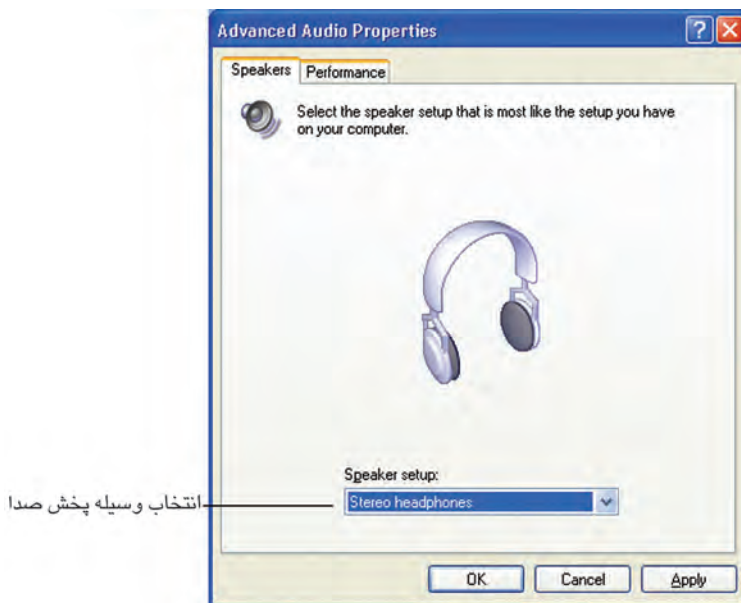 Advanced Audio Properties
Speakers Performance
Select the speaker setup that is most like the setup you have
on your computer.
Speaker setup:
انتخاب وسیله پخش صدا
Stereo headphones
OK Cancel Apply